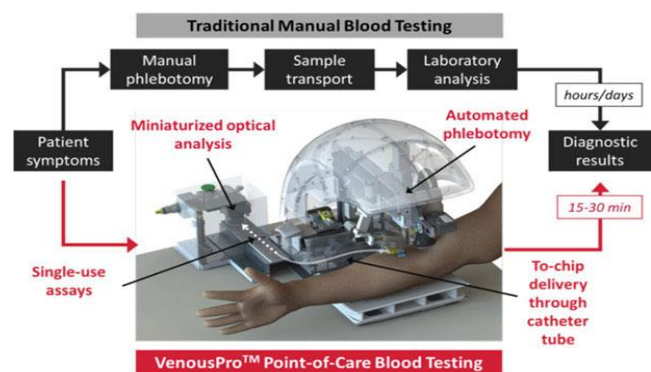 Traditional Manual Blood Testing
Manual
phlebotomy
Sample
transport
Laboratory
analysis
hours/days
Patient
symptoms
Miniaturized optical
analysis
Automated
phlebotomy
Diagnostic
results
15-30 min
Single-use
assays
To-chip
delivery
through
catheter
tube
VenousPro™ Point-of-Care Blood Testing